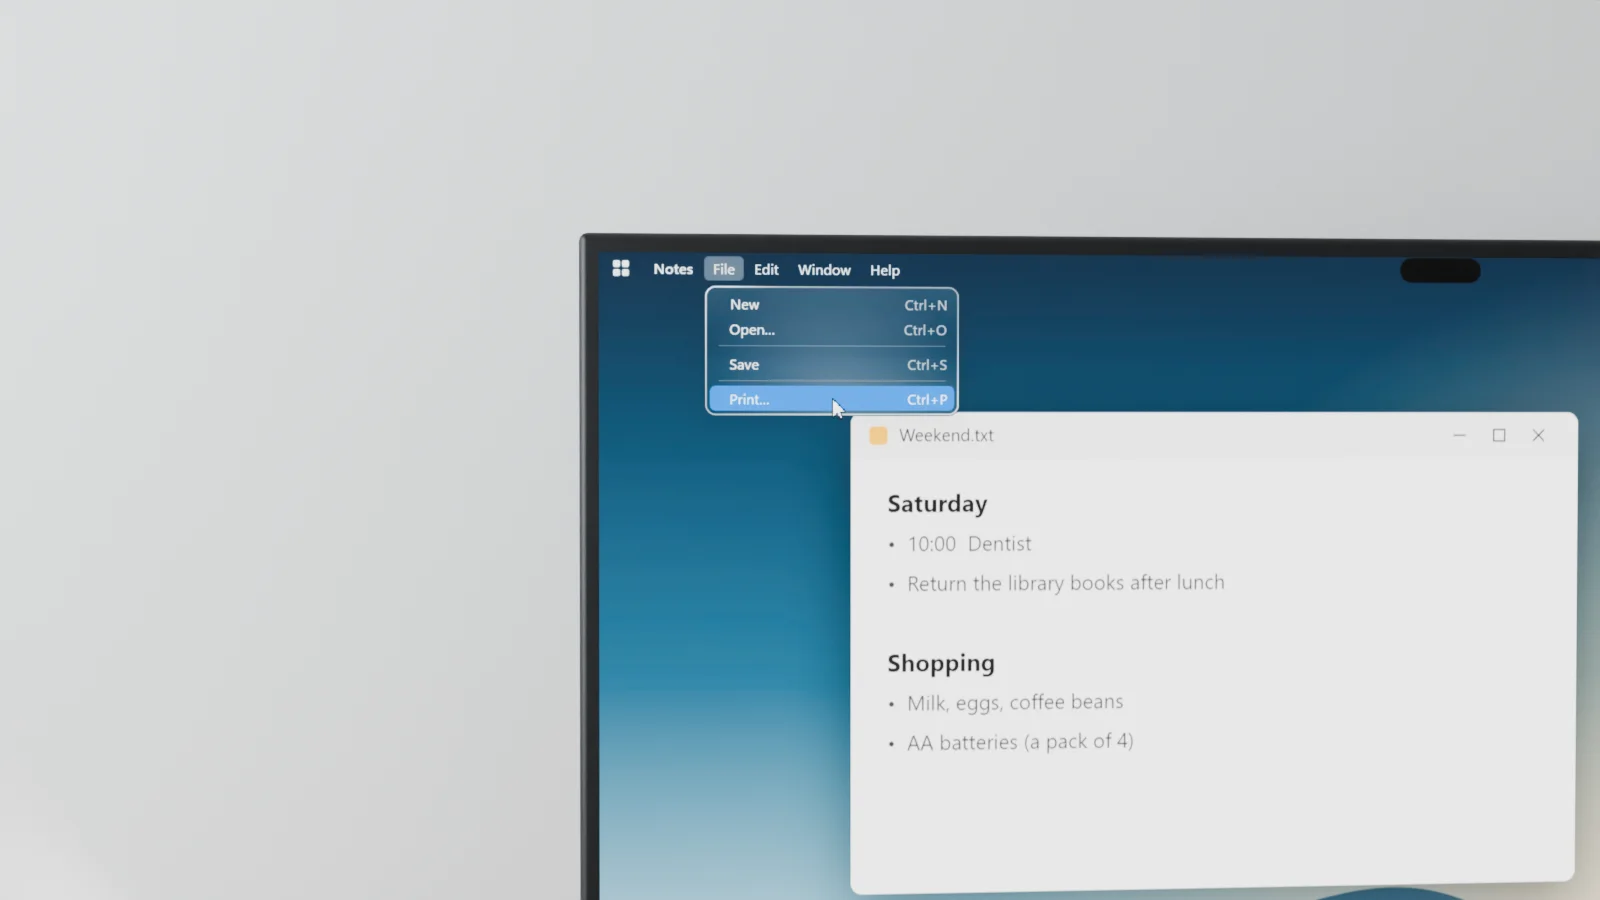 Notes File Edit Window Help
New Ctrl+N
Open... Ctrl+O
Save Ctrl+S
Print... Ctrl+P
Weekend.txt
Saturday
• 10:00 Dentist
• Return the library books after lunch
Shopping
• Milk, eggs, coffee beans
• AA batteries (a pack of 4)